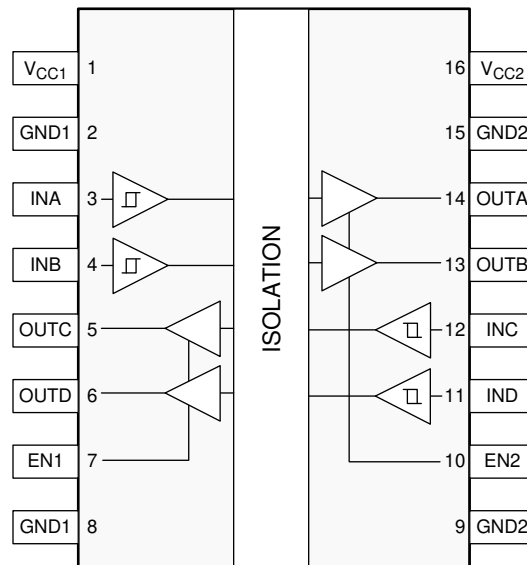 VCC1 1 16 VCC2
GND1 2 15 GND2
INA 3 14 OUTA
INB 4 13 OUTB
ISOLATION
OUTC 5 12 INC
OUTD 6 11 IND
EN1 7 10 EN2
GND1 8 9 GND2